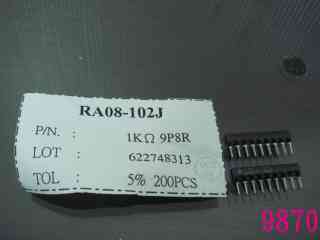 RA08-102J
P/N. : 1KΩ 9P8R
LOT : 622748313
TOL : 5% 200PCS
9870